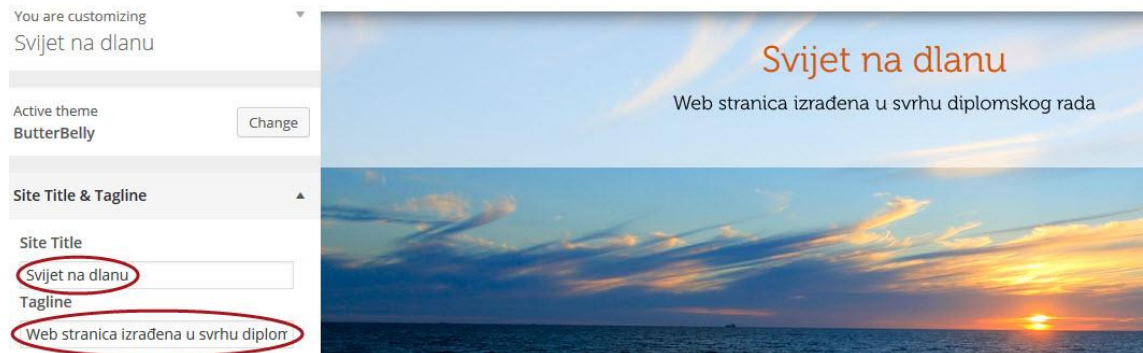 You are customizing
Svijet na dlanu
Active theme
ButterBelly
Change
Site Title & Tagline
Site Title
Svijet na dlanu
Tagline
Web stranica izrađena u svrhu diplom
Svijet na dlanu
Web stranica izrađena u svrhu diplomskog rada